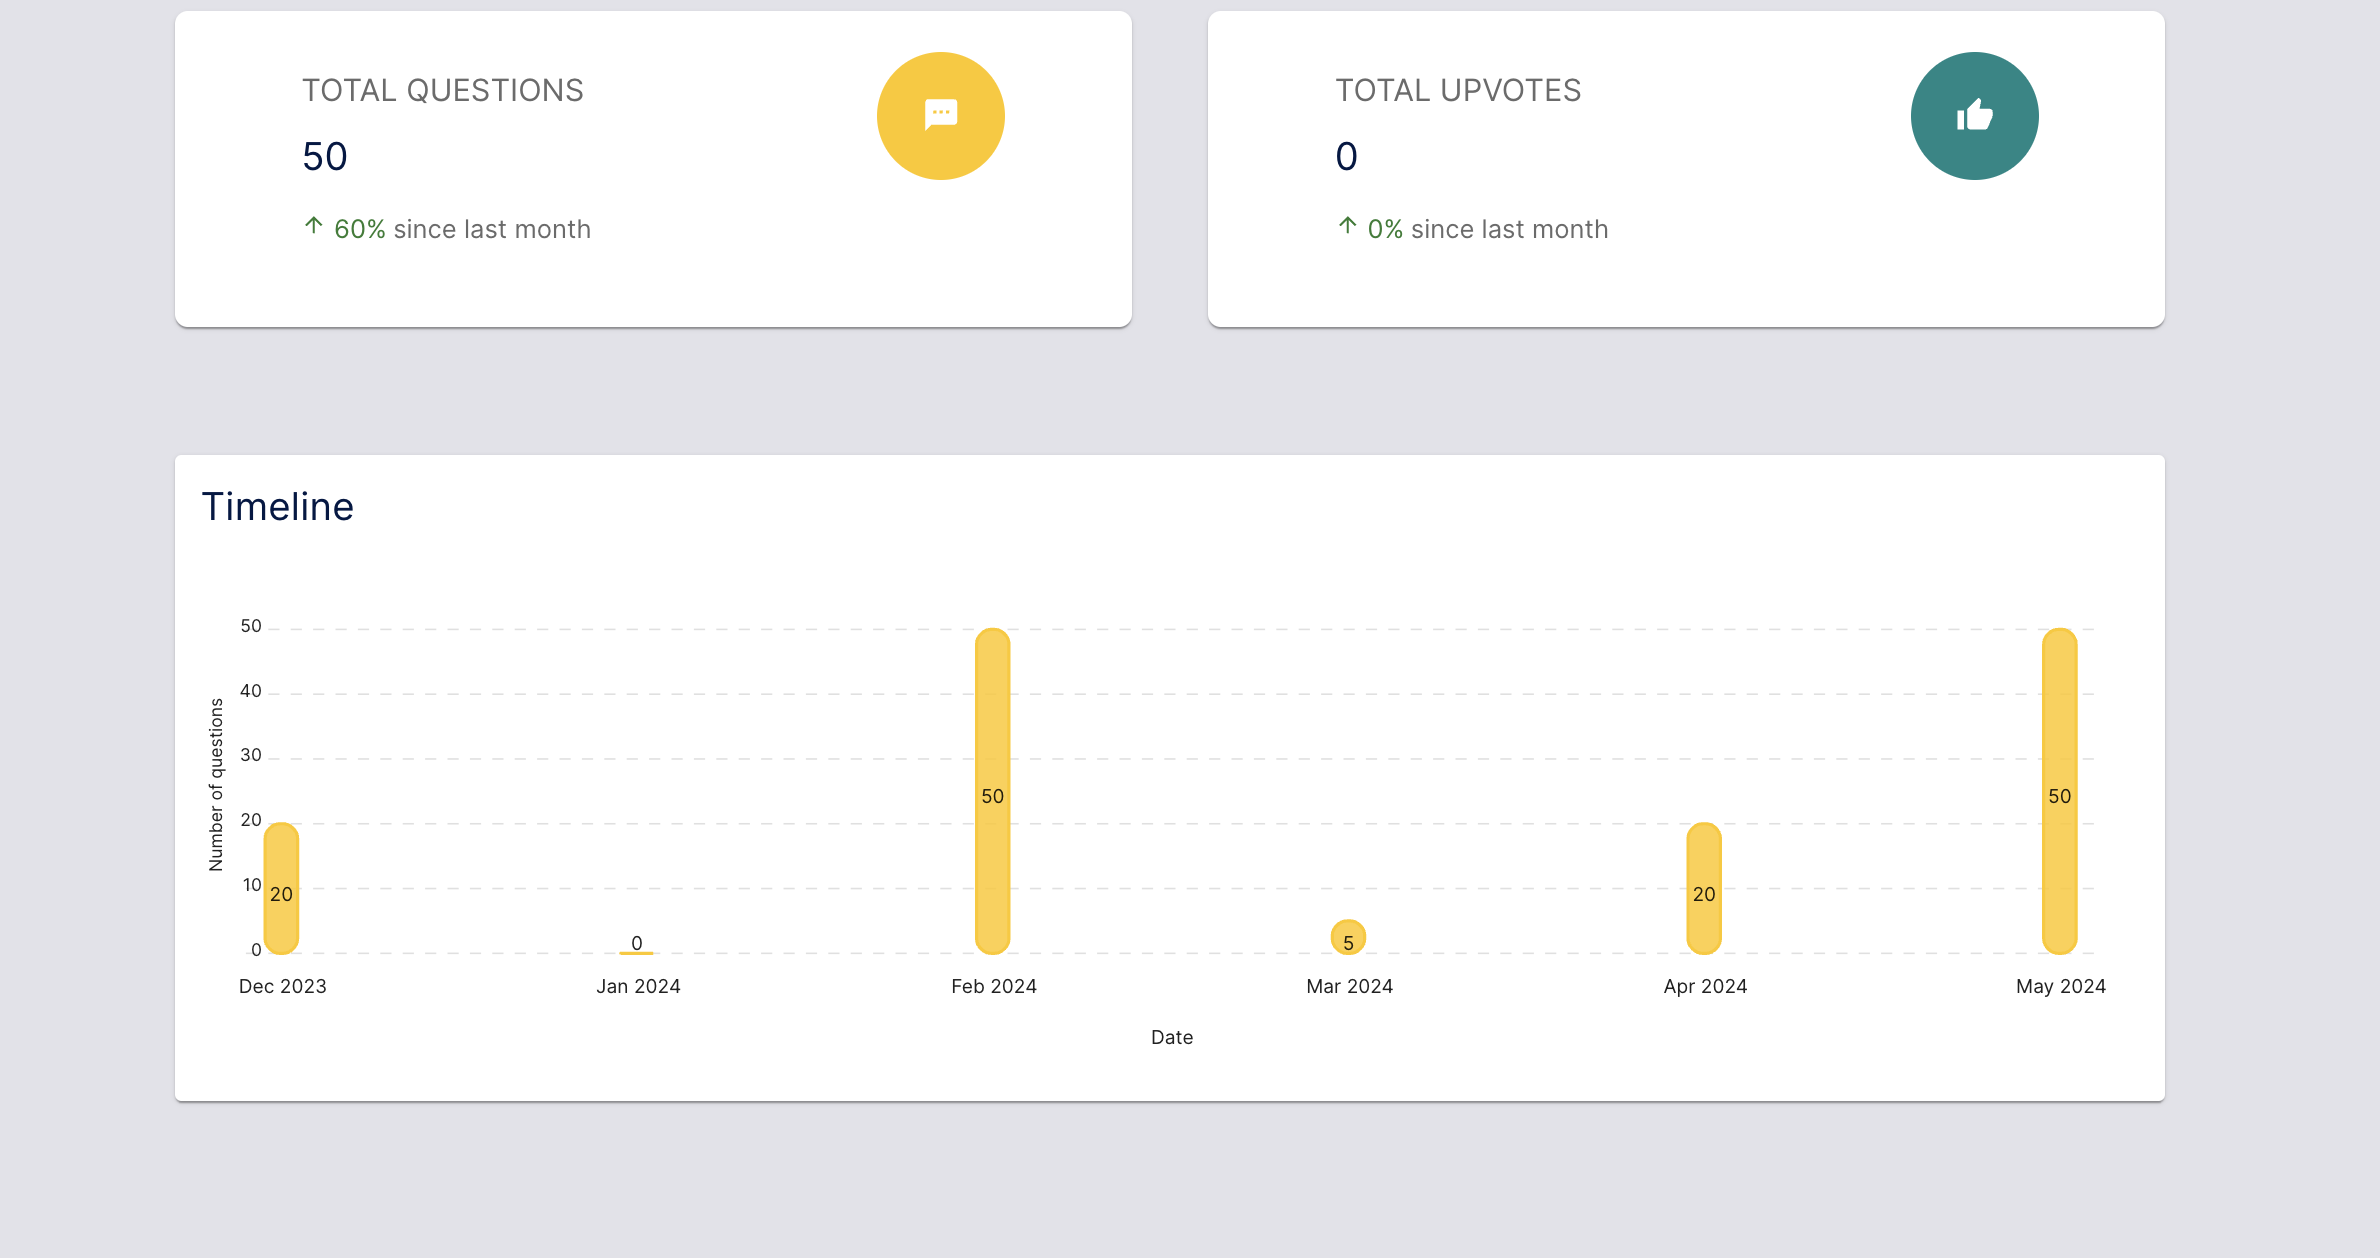 TOTAL QUESTIONS
50
60% since last month
TOTAL UPVOTES
0
0% since last month
Timeline
Number of questions
50
40
30
20
10
0
20
0
50
5
20
50
Dec 2023
Jan 2024
Feb 2024
Mar 2024
Apr 2024
May 2024
Date